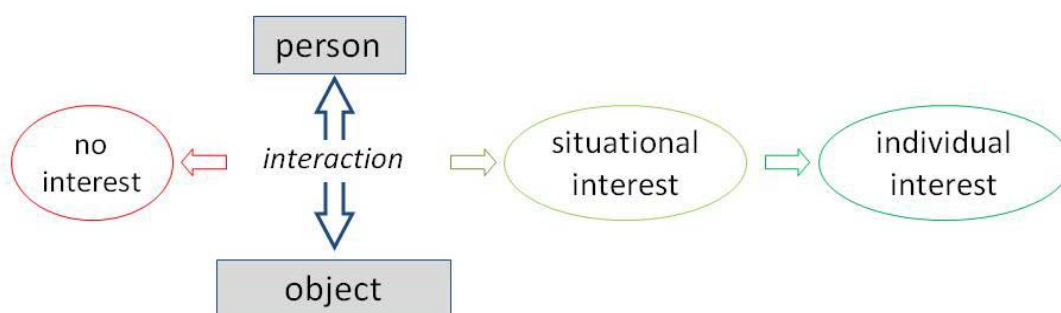 person
no
interest
interaction
situational
interest
individual
interest
object